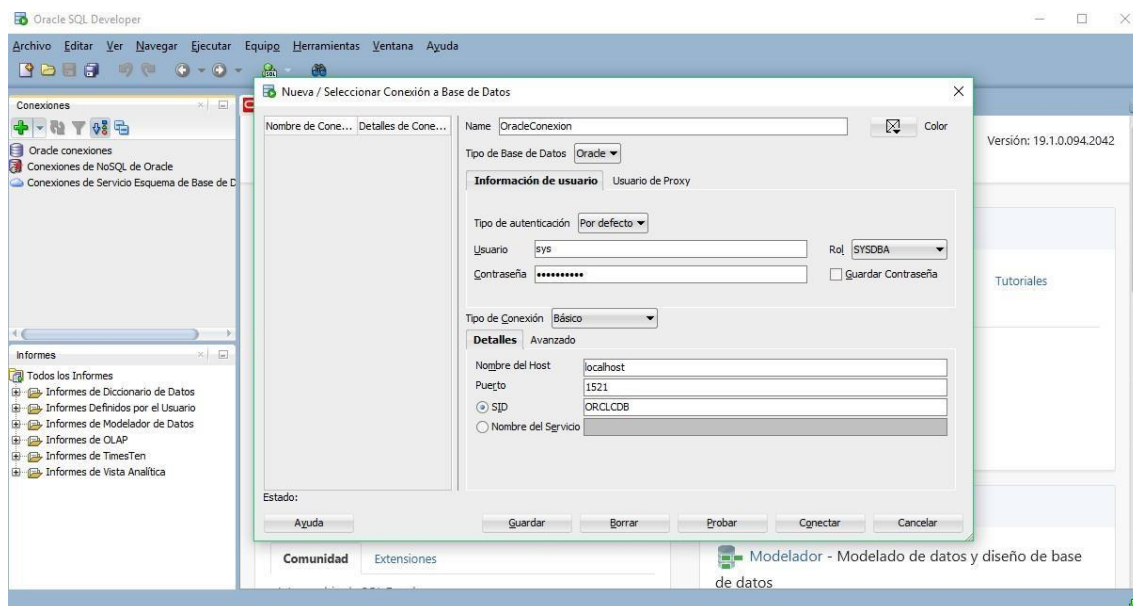 Oracle SQL Developer
Archivo Editar Ver Navegar Ejecutar Equipo Herramientas Ventana Ayuda
Conexiones
Oracle conexiones
Conexiones de NoSQL de Oracle
Conexiones de Servicio Esquema de Base de D
Informes
Todos los Informes
Informes de Diccionario de Datos
Informes Definidos por el Usuario
Informes de Modelador de Datos
Informes de OLAP
Informes de TimesTen
Informes de Vista Analítica
Nueva / Seleccionar Conexión a Base de Datos
Nombre de Cone... Detalles de Cone...
Name OracleConexion Color
Tipo de Base de Datos Oracle
Información de usuario Usuario de Proxy
Tipo de autenticación Por defecto
Usuario sys Rol SYSDBA
Contraseña •••••••••• Guardar Contraseña
Tipo de Conexión Básico
Detalles Avanzado
Nombre del Host localhost
Puerto 1521
SID ORCLCDB
Nombre del Servicio
Estado:
Ayuda Guardar Borrar Probar Conectar Cancelar
Versión: 19.1.0.094.2042
Tutoriales
Comunidad Extensiones
Modelador - Modelado de datos y diseño de base
de datos